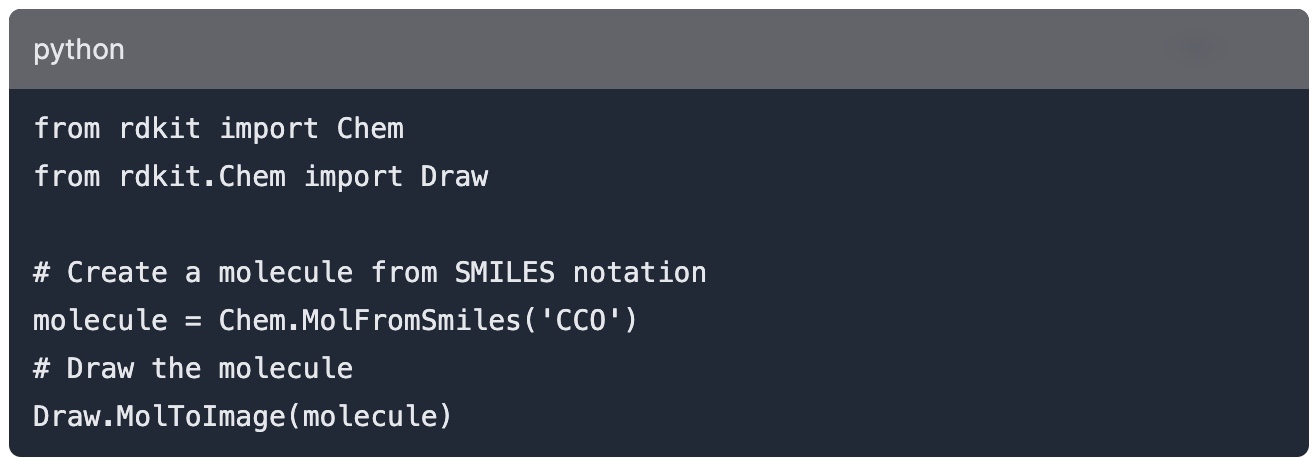 python
from rdkit import Chem
from rdkit.Chem import Draw
# Create a molecule from SMILES notation
molecule = Chem.MolFromSmiles('CCO')
# Draw the molecule
Draw.MolToImage(molecule)